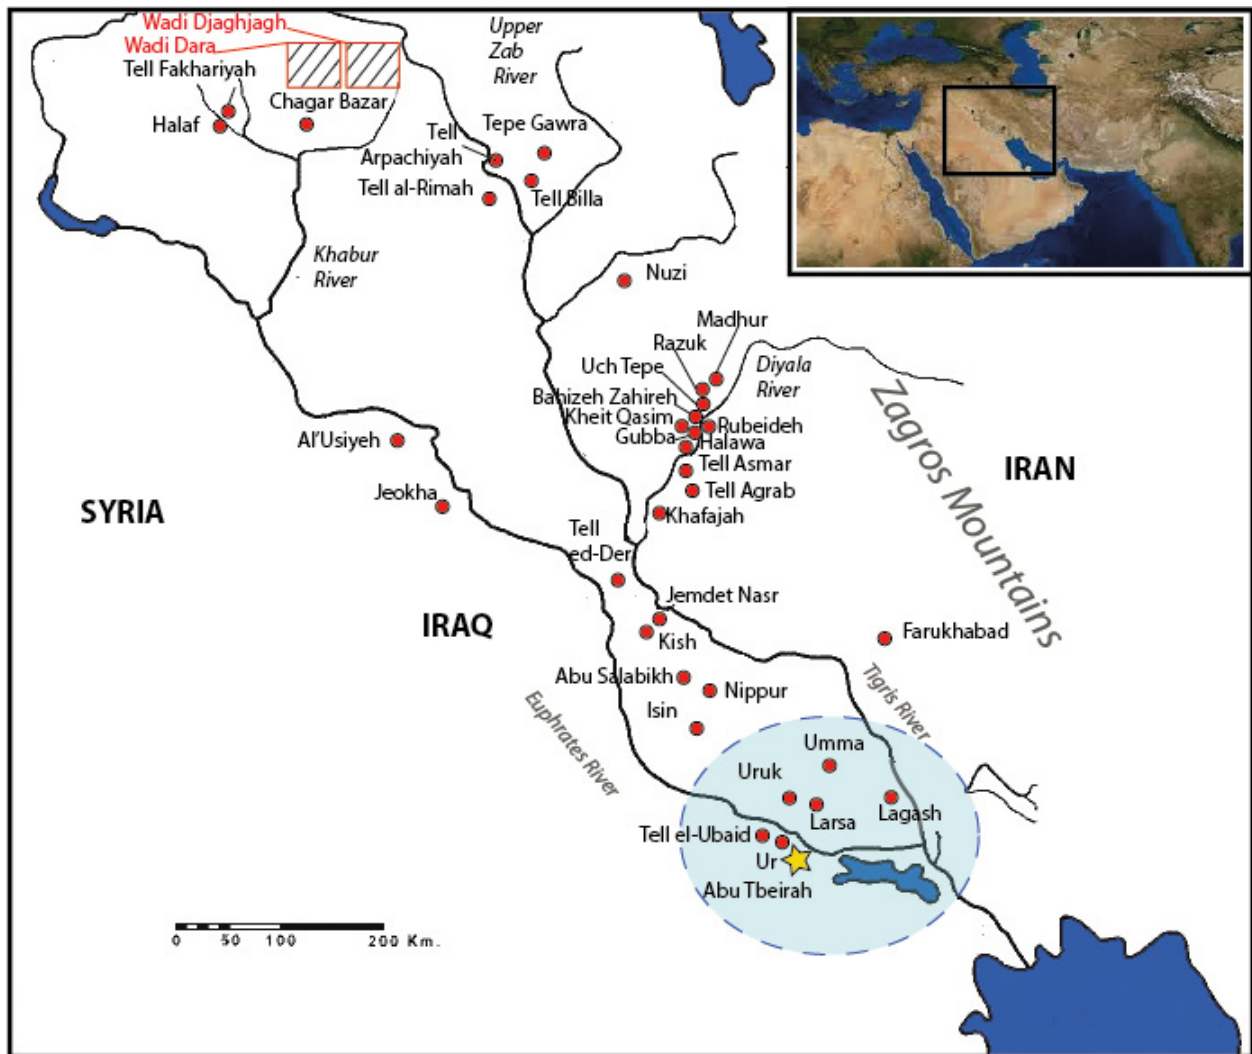 Wadi Djaghjagh
Wadi Dara
Tell Fakhariyah
Halaf
Chagar Bazar
Upper
Zab
River
Tell
Arpachiyah
Tepe Gawra
Tell al-Rimah
Tell Billa
Khabur
River
Nuzi
Madhur
Razuk
Uch Tepe
Diyala
River
Bahizeh Zahireh
Kheit Qasim
Rubeideh
Gubba
Halawa
Al'Usiyeh
Tell Asmar
Jeokha
Tell Agrab
Khafajah
Zagros Mountains
IRAN
SYRIA
Tell
ed-Der
Jemdet Nasr
IRAQ
Kish
Farukhabad
Abu Salabikh
Nippur
Isin
Euphrates River
Tigris River
Umma
Uruk
Larsa
Lagash
Tell el-Ubaid
Ur
Abu Tbeirah
0 50 100 200 Km.